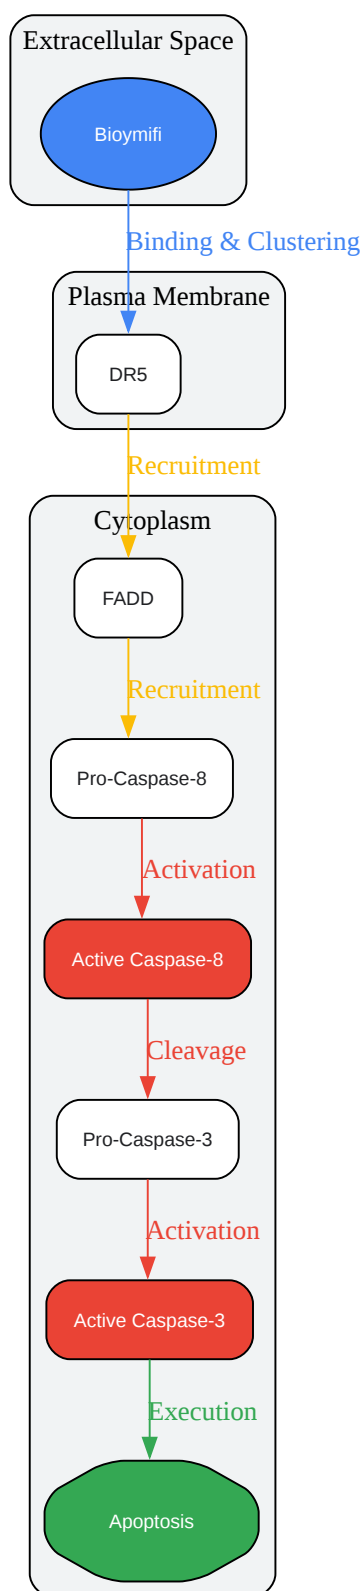 Extracellular Space
Bioymifi
Binding & Clustering
Plasma Membrane
DR5
Recruitment
Cytoplasm
FADD
Recruitment
Pro-Caspase-8
Activation
Active Caspase-8
Cleavage
Pro-Caspase-3
Activation
Active Caspase-3
Execution
Apoptosis